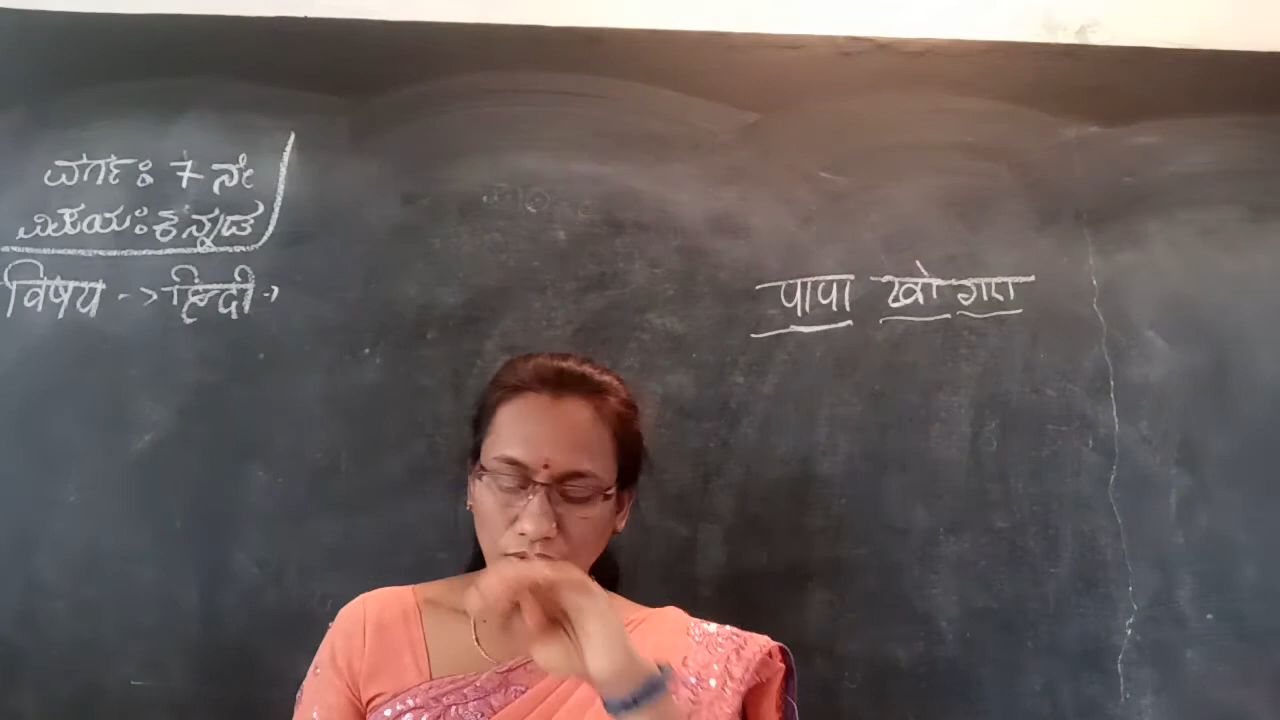 ವರ್ಗ: 7 ನೇ
ವಿಷಯ: ಕನ್ನಡ
विषय -> हिंदी ->
पापा खो गए